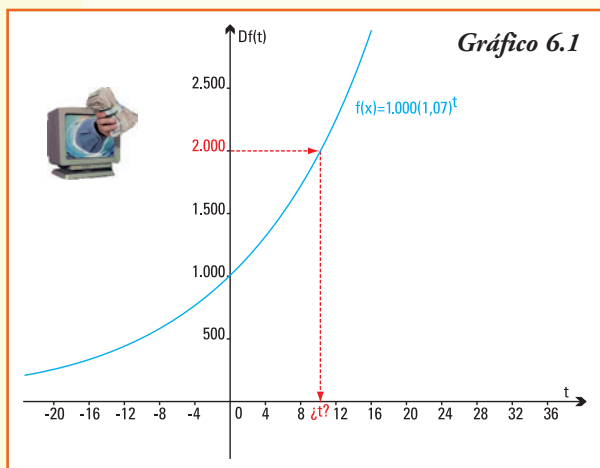 Gráfico 6.1
Df(t)
2.500
f(x)=1.000(1,07)^t
2.000
1.500
1.000
500
t
-20 -16 -12 -8 -4 0 4 8 ¿t? 12 16 20 24 28 32 36